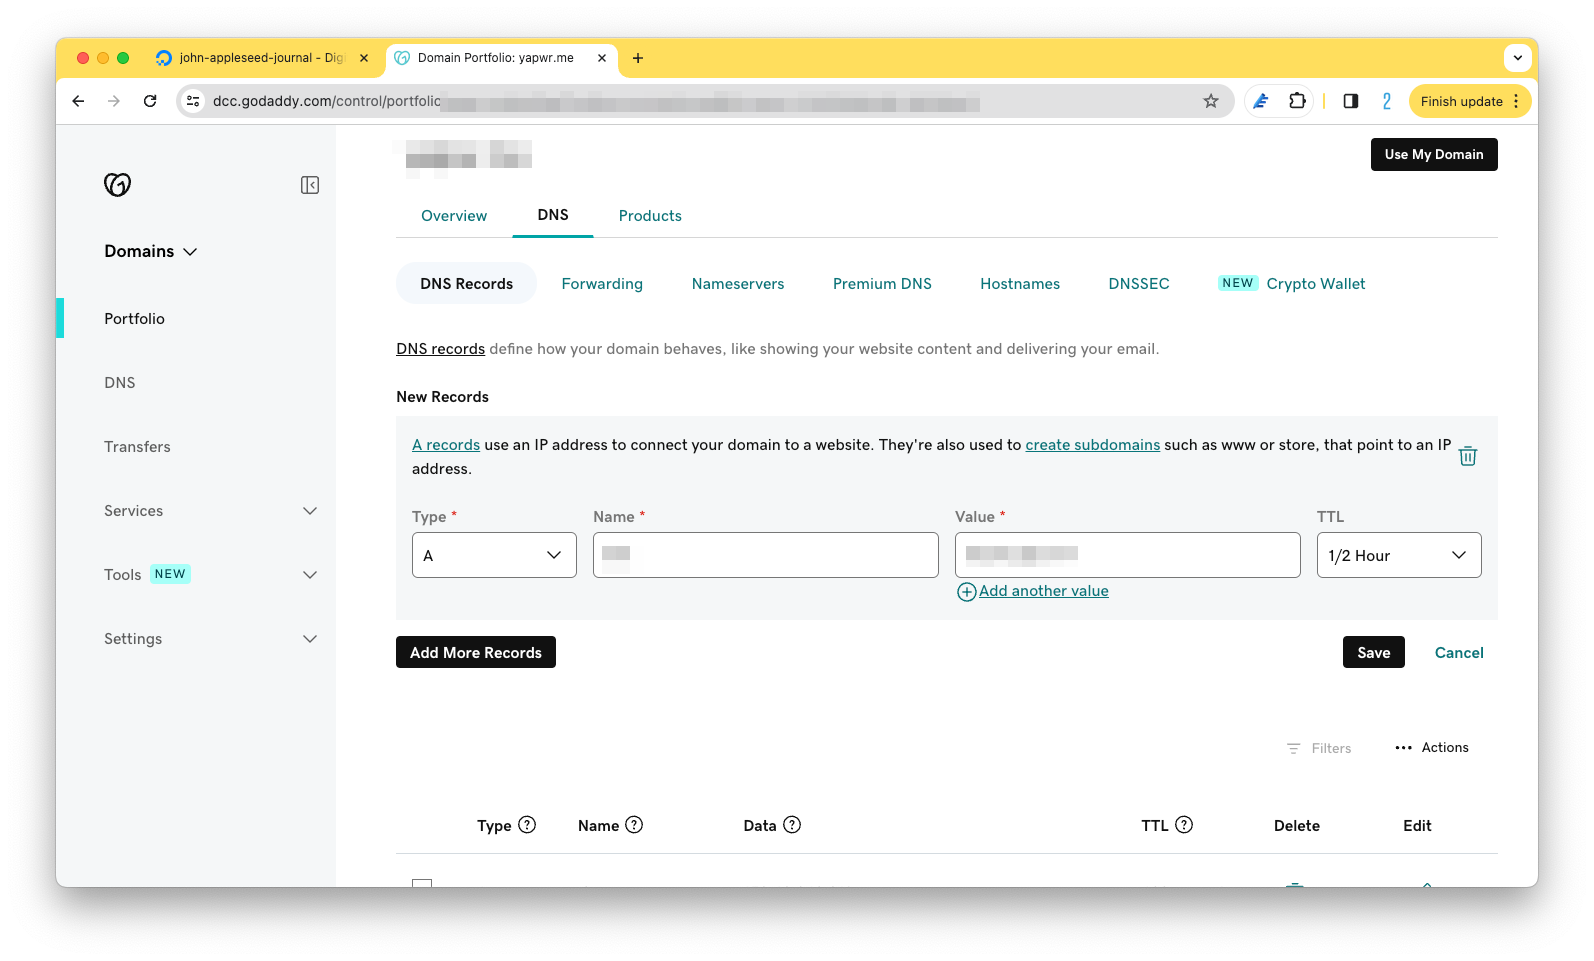 john-appleseed-journal - Digi
Domain Portfolio: yapwr.me
dcc.godaddy.com/control/portfolio
Finish update
Use My Domain
Overview DNS Products
Domains
DNS Records Forwarding Nameservers Premium DNS Hostnames DNSSEC NEW Crypto Wallet
Portfolio
DNS records define how your domain behaves, like showing your website content and delivering your email.
DNS
New Records
Transfers
A records use an IP address to connect your domain to a website. They're also used to create subdomains such as www or store, that point to an IP
address.
Services
Type * Name * Value * TTL
A 1/2 Hour
Tools NEW
Add another value
Settings
Add More Records Save Cancel
Filters Actions
Type Name Data TTL Delete Edit